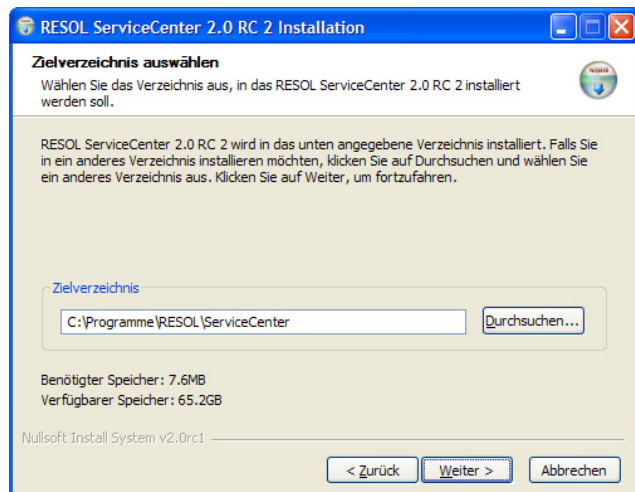 RESOL ServiceCenter 2.0 RC 2 Installation
Zielverzeichnis auswählen
Wählen Sie das Verzeichnis aus, in das RESOL ServiceCenter 2.0 RC 2 installiert
werden soll.
RESOL ServiceCenter 2.0 RC 2 wird in das unten angegebene Verzeichnis installiert. Falls Sie
in ein anderes Verzeichnis installieren möchten, klicken Sie auf Durchsuchen und wählen Sie
ein anderes Verzeichnis aus. Klicken Sie auf Weiter, um fortzufahren.
Zielverzeichnis
C:\Programme\RESOL\ServiceCenter
Durchsuchen...
Benötigter Speicher: 7.6MB
Verfügbarer Speicher: 65.2GB
Nullsoft Install System v2.0rc1
< Zurück
Weiter >
Abbrechen